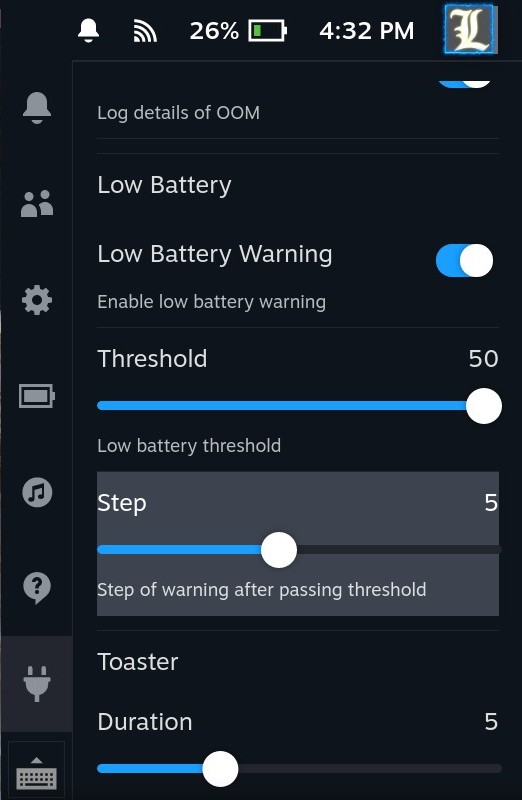 26% 4:32 PM L
Log details of OOM
Low Battery
Low Battery Warning
Enable low battery warning
Threshold 50
Low battery threshold
Step 5
Step of warning after passing threshold
Toaster
Duration 5